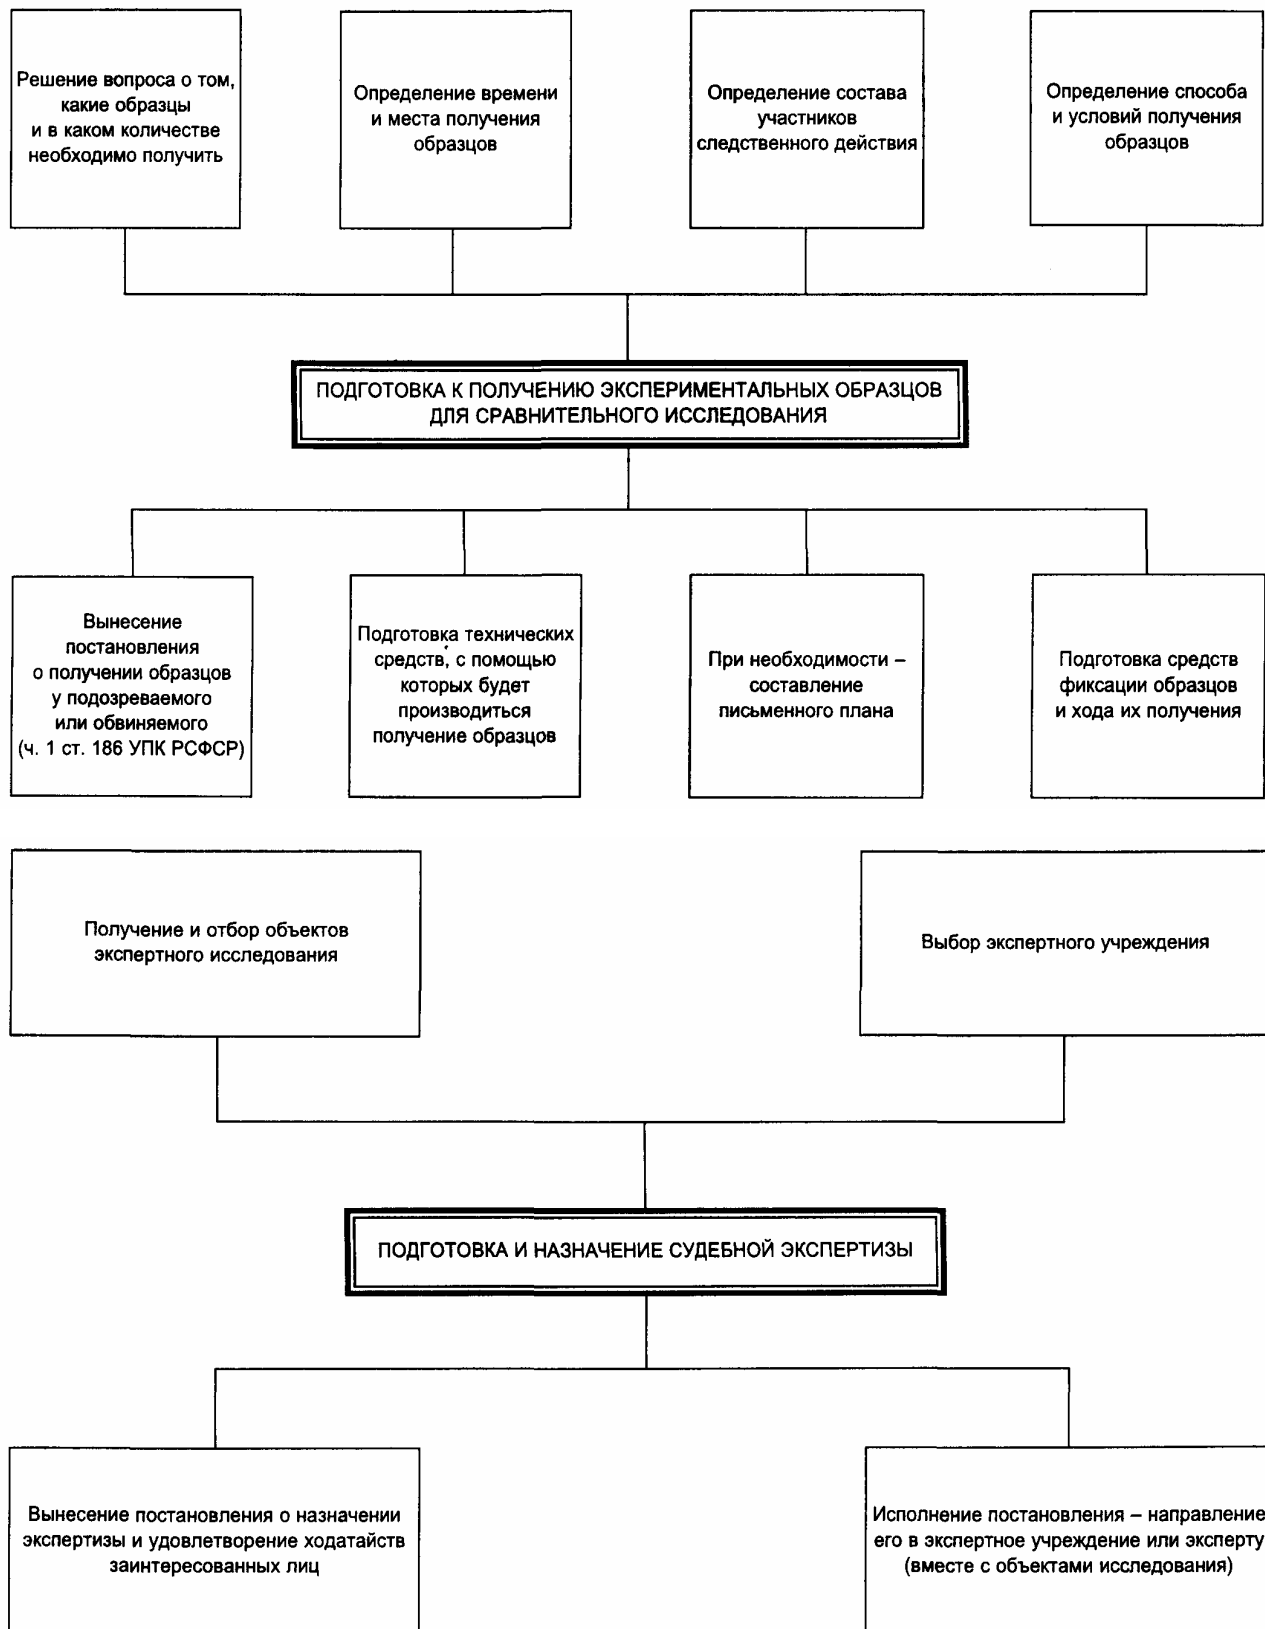 Решение вопроса о том,
какие образцы
и в каком количестве
необходимо получить
Определение времени
и места получения
образцов
Определение состава
участников
следственного действия
Определение способа
и условий получения
образцов
ПОДГОТОВКА К ПОЛУЧЕНИЮ ЭКСПЕРИМЕНТАЛЬНЫХ ОБРАЗЦОВ
ДЛЯ СРАВНИТЕЛЬНОГО ИССЛЕДОВАНИЯ
Вынесение
постановления
о получении образцов
у подозреваемого
или обвиняемого
(ч. 1 ст. 186 УПК РСФСР)
Подготовка технических
средств, с помощью
которых будет
производиться
получение образцов
При необходимости –
составление
письменного плана
Подготовка средств
фиксации образцов
и хода их получения
Получение и отбор объектов
экспертного исследования
Выбор экспертного учреждения
ПОДГОТОВКА И НАЗНАЧЕНИЕ СУДЕБНОЙ ЭКСПЕРТИЗЫ
Вынесение постановления о назначении
экспертизы и удовлетворение ходатайств
заинтересованных лиц
Исполнение постановления – направление
его в экспертное учреждение или эксперту
(вместе с объектами исследования)